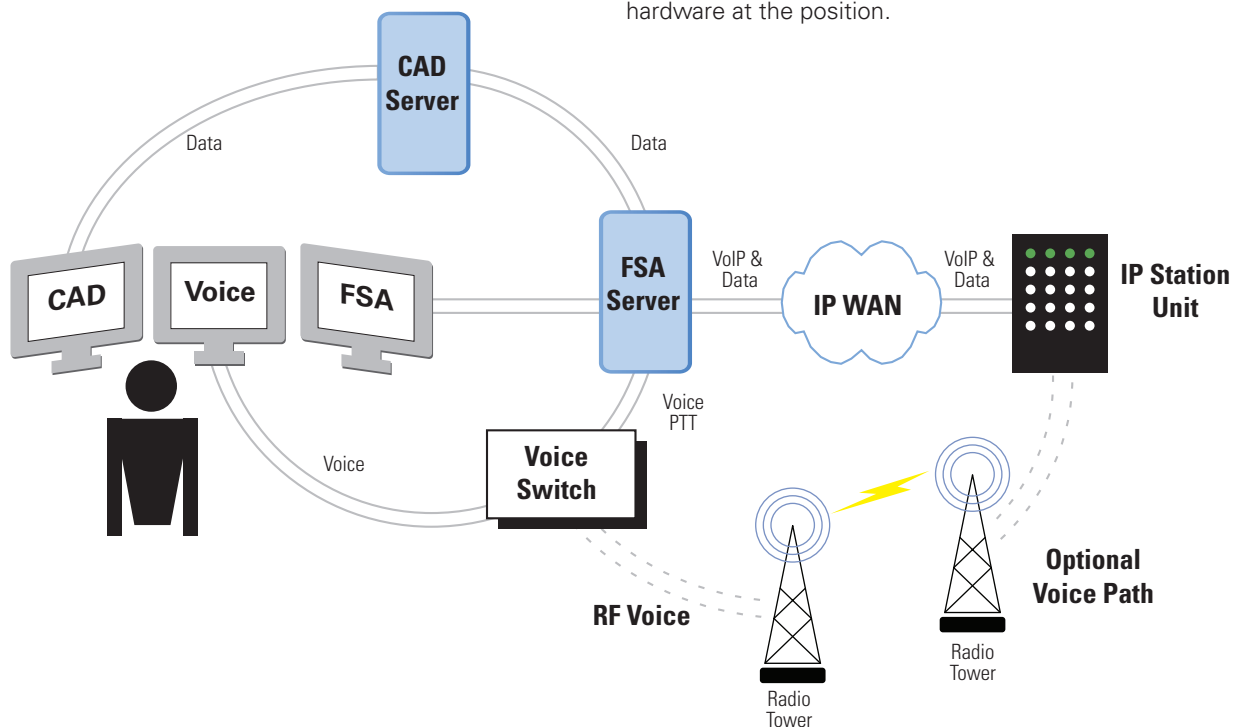 hardware at the position.
CAD
Server
Data
Data
CAD
Voice
FSA
FSA
Server
VoIP &
Data
IP WAN
VoIP &
Data
IP Station
Unit
Voice
PTT
Voice
Voice
Switch
RF Voice
Optional
Voice Path
Radio
Tower
Radio
Tower